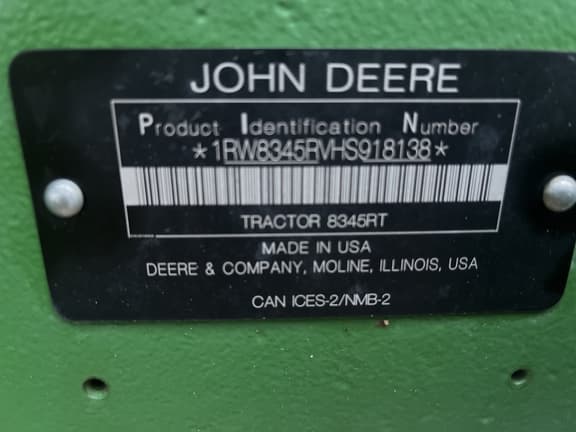 JOHN DEERE
Product Identification Number
*1RW8345RVHS918138*
TRACTOR 8345RT
MADE IN USA
DEERE & COMPANY, MOLINE, ILLINOIS, USA
CAN ICES-2/NMB-2